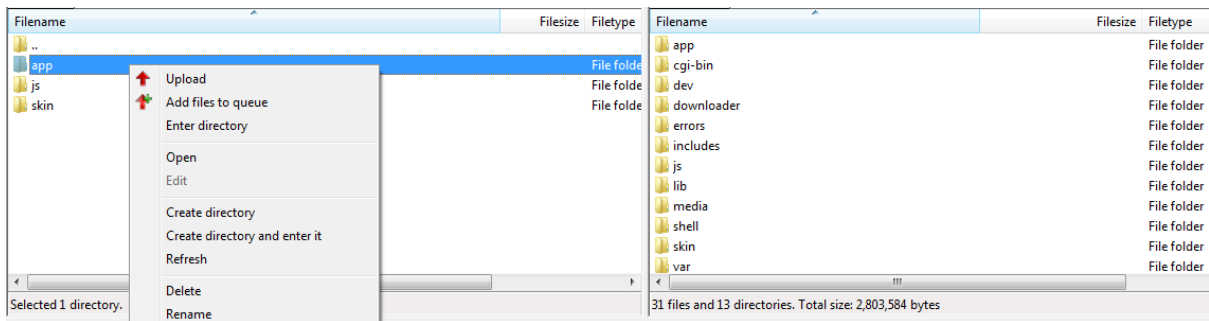 Filename Filesize Filetype
..
app File folde
js File folde
skin File folde
Upload
Add files to queue
Enter directory
Open
Edit
Create directory
Create directory and enter it
Refresh
Delete
Rename
Selected 1 directory.
Filename Filesize Filetype
app File folder
cgi-bin File folder
dev File folder
downloader File folder
errors File folder
includes File folder
js File folder
lib File folder
media File folder
shell File folder
skin File folder
var File folder
31 files and 13 directories. Total size: 2,803,584 bytes